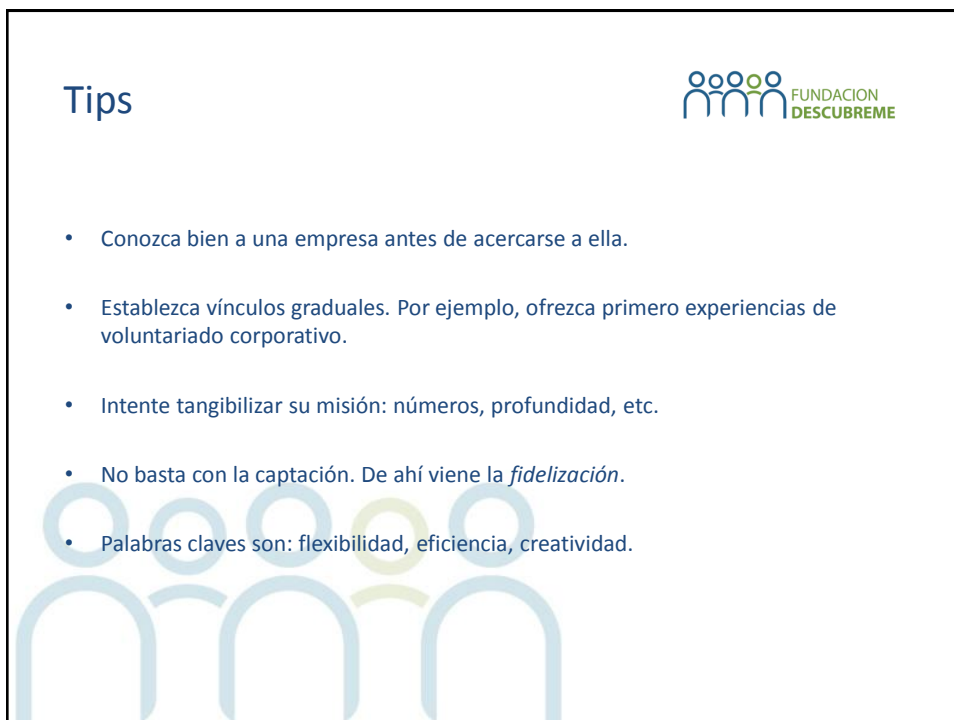 Tips
FUNDACION
DESCUBREME
• Conozca bien a una empresa antes de acercarse a ella.
• Establezca vínculos graduales. Por ejemplo, ofrezca primero experiencias de
voluntariado corporativo.
• Intente tangibilizar su misión: números, profundidad, etc.
• No basta con la captación. De ahí viene la fidelización.
• Palabras claves son: flexibilidad, eficiencia, creatividad.